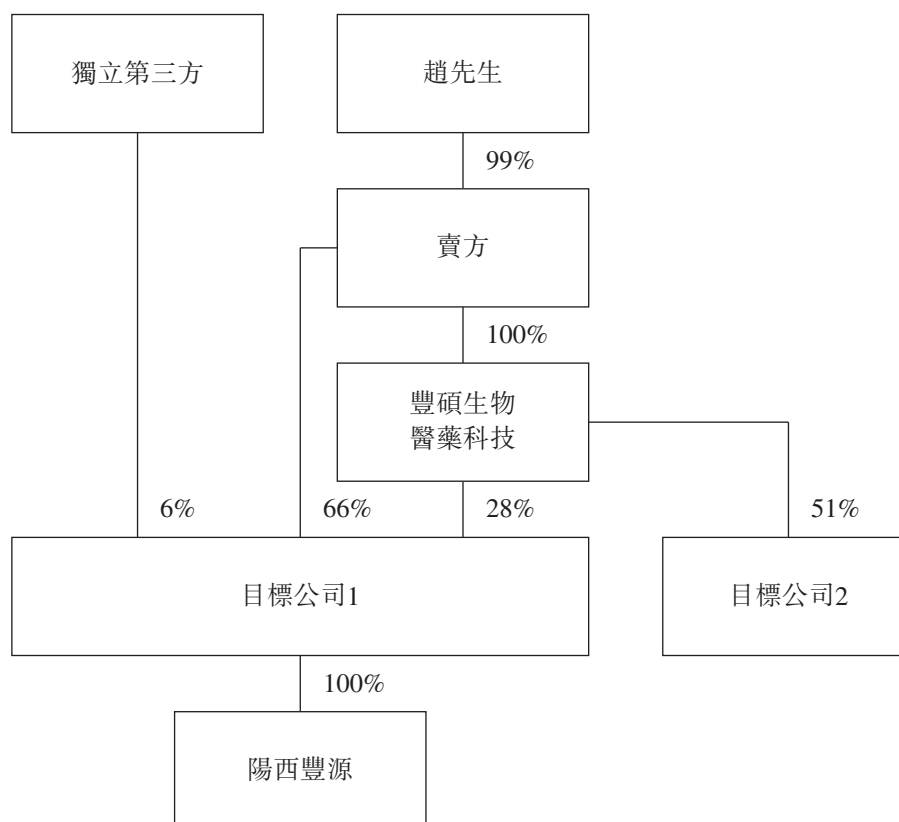 獨立第三方
趙先生
99%
賣方
100%
豐碩生物
醫藥科技
6%
66%
28%
51%
目標公司1
目標公司2
100%
陽西豐源